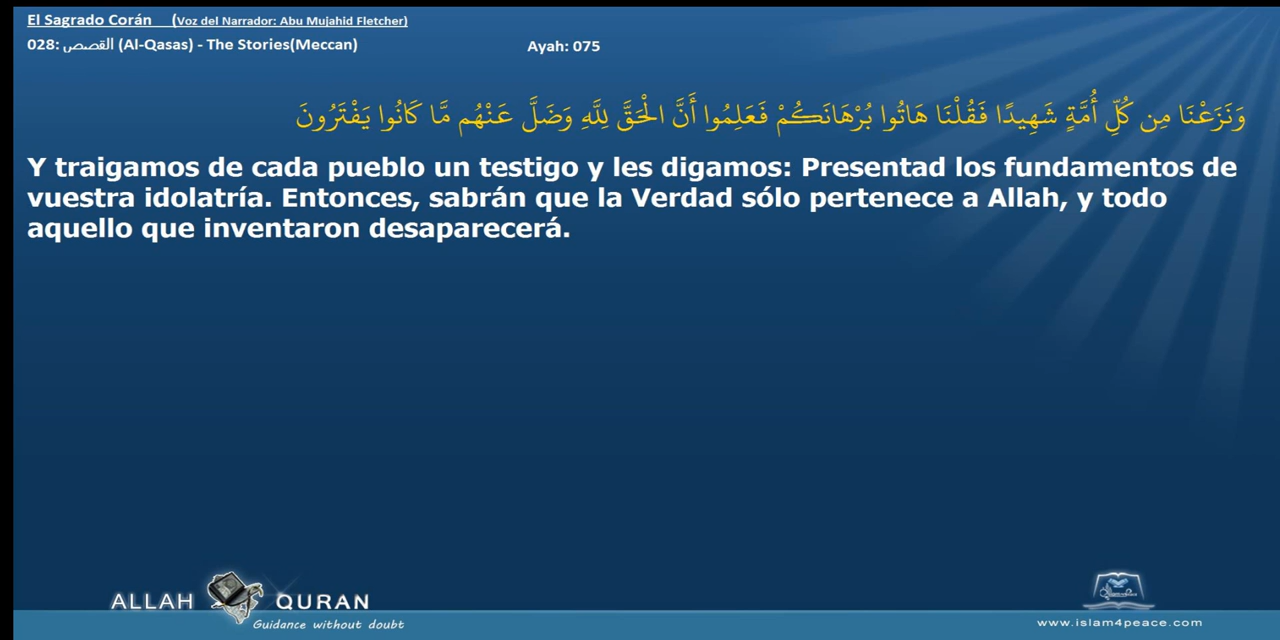 El Sagrado Corán (Voz del Narrador: Abu Mujahid Fletcher)
028: القصص (Al-Qasas) - The Stories(Meccan) Ayah: 075
وَنَزَعْنَا مِن كُلِّ أُمَّةٍ شَهِيدًا فَقُلْنَا هَاتُوا بُرْهَانَكُمْ فَعَلِمُوا أَنَّ الْحَقَّ لِلَّهِ وَضَلَّ عَنْهُم مَّا كَانُوا يَفْتَرُونَ
Y traigamos de cada pueblo un testigo y les digamos: Presentad los fundamentos de
vuestra idolatría. Entonces, sabrán que la Verdad sólo pertenece a Allah, y todo
aquello que inventaron desaparecerá.
ALLAH QURAN
Guidance without doubt
www.islam4peace.com